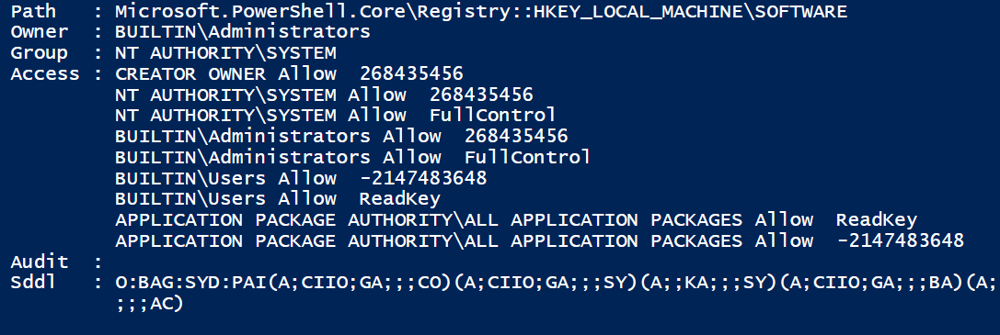 Path   : Microsoft.PowerShell.Core\Registry::HKEY_LOCAL_MACHINE\SOFTWARE
Owner  : BUILTIN\Administrators
Group  : NT AUTHORITY\SYSTEM
Access : CREATOR OWNER Allow  268435456
         NT AUTHORITY\SYSTEM Allow  268435456
         NT AUTHORITY\SYSTEM Allow  FullControl
         BUILTIN\Administrators Allow  268435456
         BUILTIN\Administrators Allow  FullControl
         BUILTIN\Users Allow  -2147483648
         BUILTIN\Users Allow  ReadKey
         APPLICATION PACKAGE AUTHORITY\ALL APPLICATION PACKAGES Allow  ReadKey
         APPLICATION PACKAGE AUTHORITY\ALL APPLICATION PACKAGES Allow  -2147483648
Audit  :
Sddl   : O:BAG:SYD:PAI(A;CIIO;GA;;;CO)(A;CIIO;GA;;;SY)(A;;KA;;;SY)(A;CIIO;GA;;;BA)(A;
         ;;;AC)